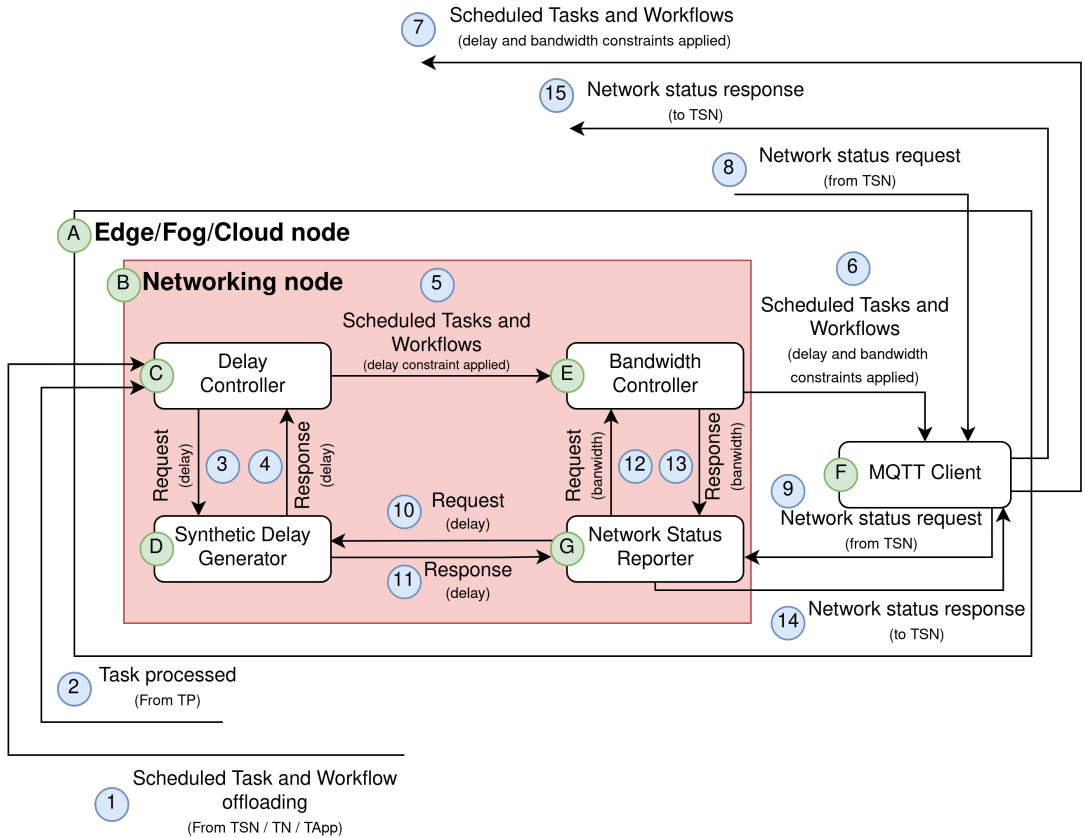 7
Scheduled Tasks and Workflows
(delay and bandwidth constraints applied)
15
Network status response
(to TSN)
8
Network status request
(from TSN)
A
Edge/Fog/Cloud node
B
Networking node
5
Scheduled Tasks and
Workflows
(delay constraint applied)
6
Scheduled Tasks and
Workflows
(delay and bandwidth
constraints applied)
C
Delay
Controller
E
Bandwidth
Controller
Request
(delay)
3
4
Response
(delay)
Request
(banwidth)
12
13
Response
(banwidth)
F
MQTT Client
9
Network status request
(from TSN)
10
Request
(delay)
D
Synthetic Delay
Generator
G
Network Status
Reporter
11
Response
(delay)
14
Network status response
(to TSN)
2
Task processed
(From TP)
1
Scheduled Task and Workflow
offloading
(From TSN / TN / TApp)